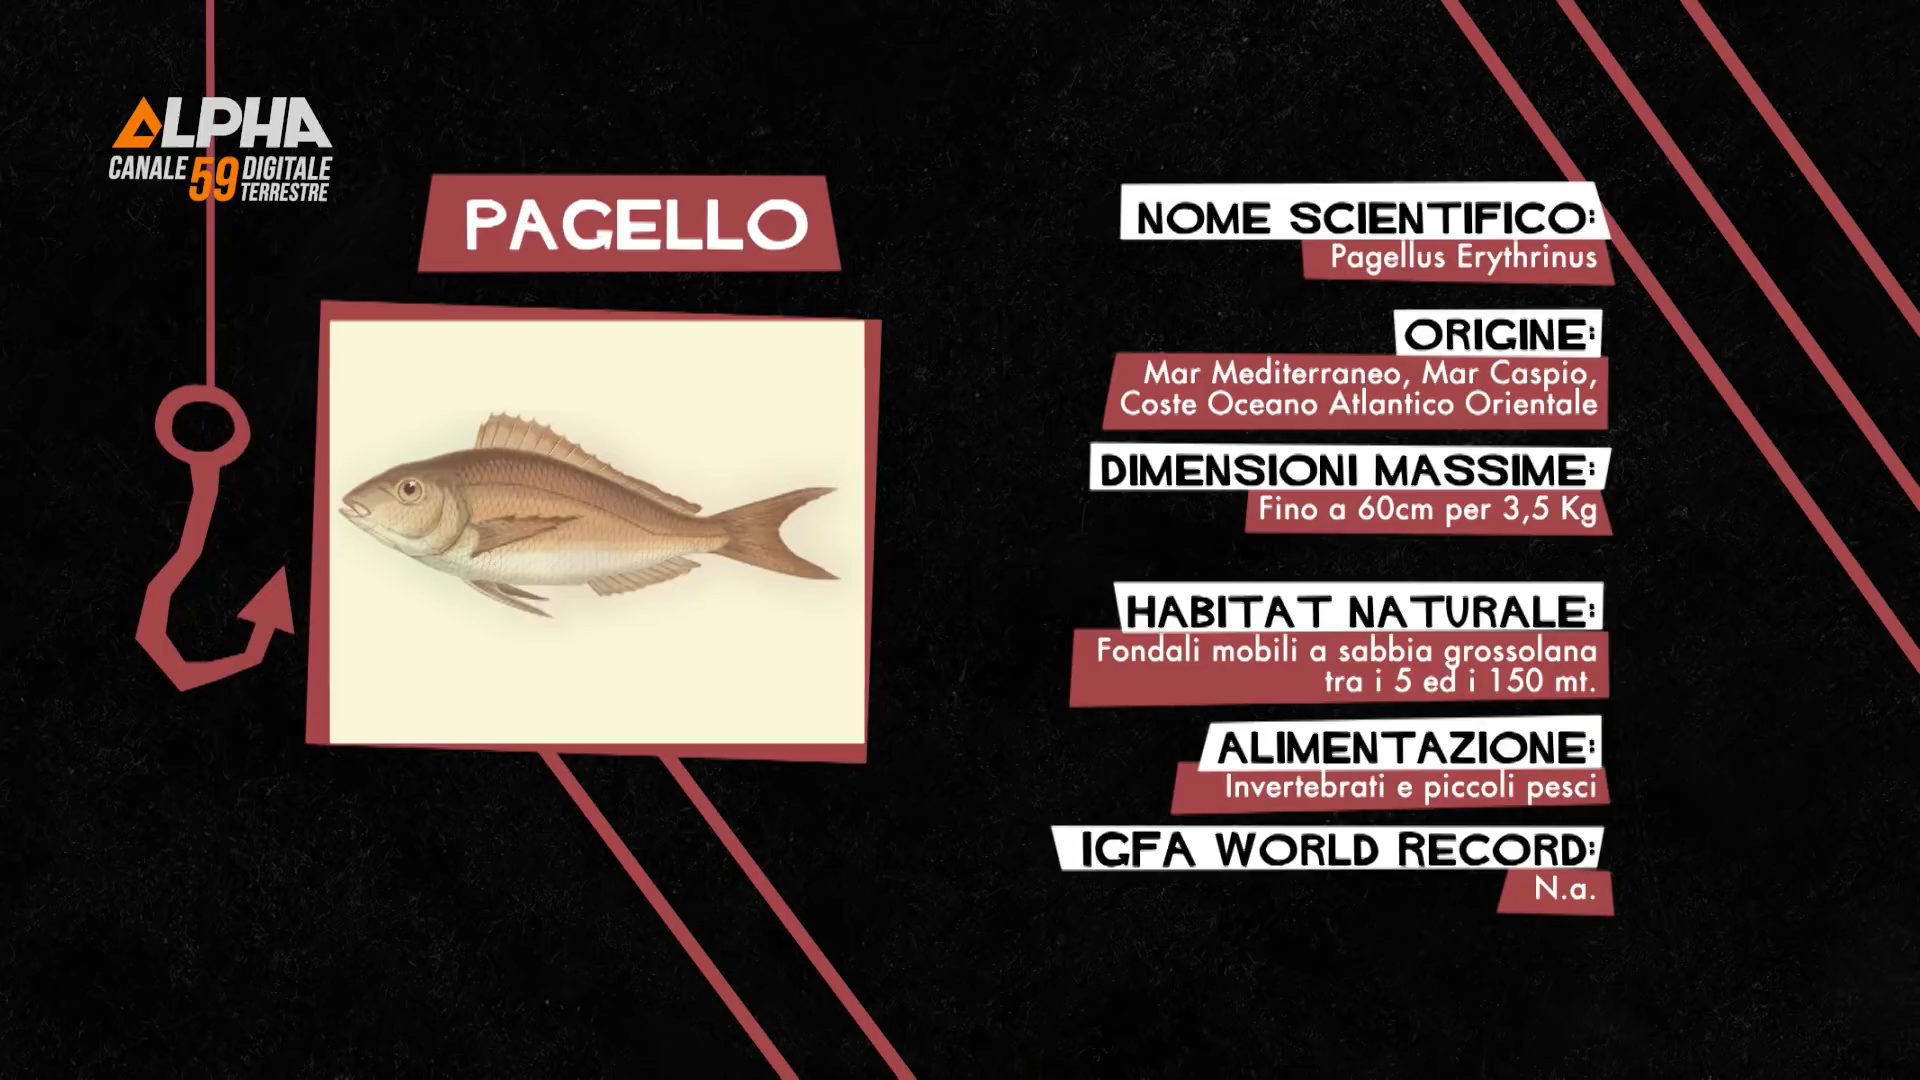 ALPHA
CANALE 59 DIGITALE
TERRESTRE
PAGELLO
NOME SCIENTIFICO:
Pagellus Erythrinus
ORIGINE:
Mar Mediterraneo, Mar Caspio,
Coste Oceano Atlantico Orientale
DIMENSIONI MASSIME:
Fino a 60cm per 3,5 Kg
HABITAT NATURALE:
Fondali mobili a sabbia grossolana
tra i 5 ed i 150 mt.
ALIMENTAZIONE:
Invertebrati e piccoli pesci
IGFA WORLD RECORD:
N.a.